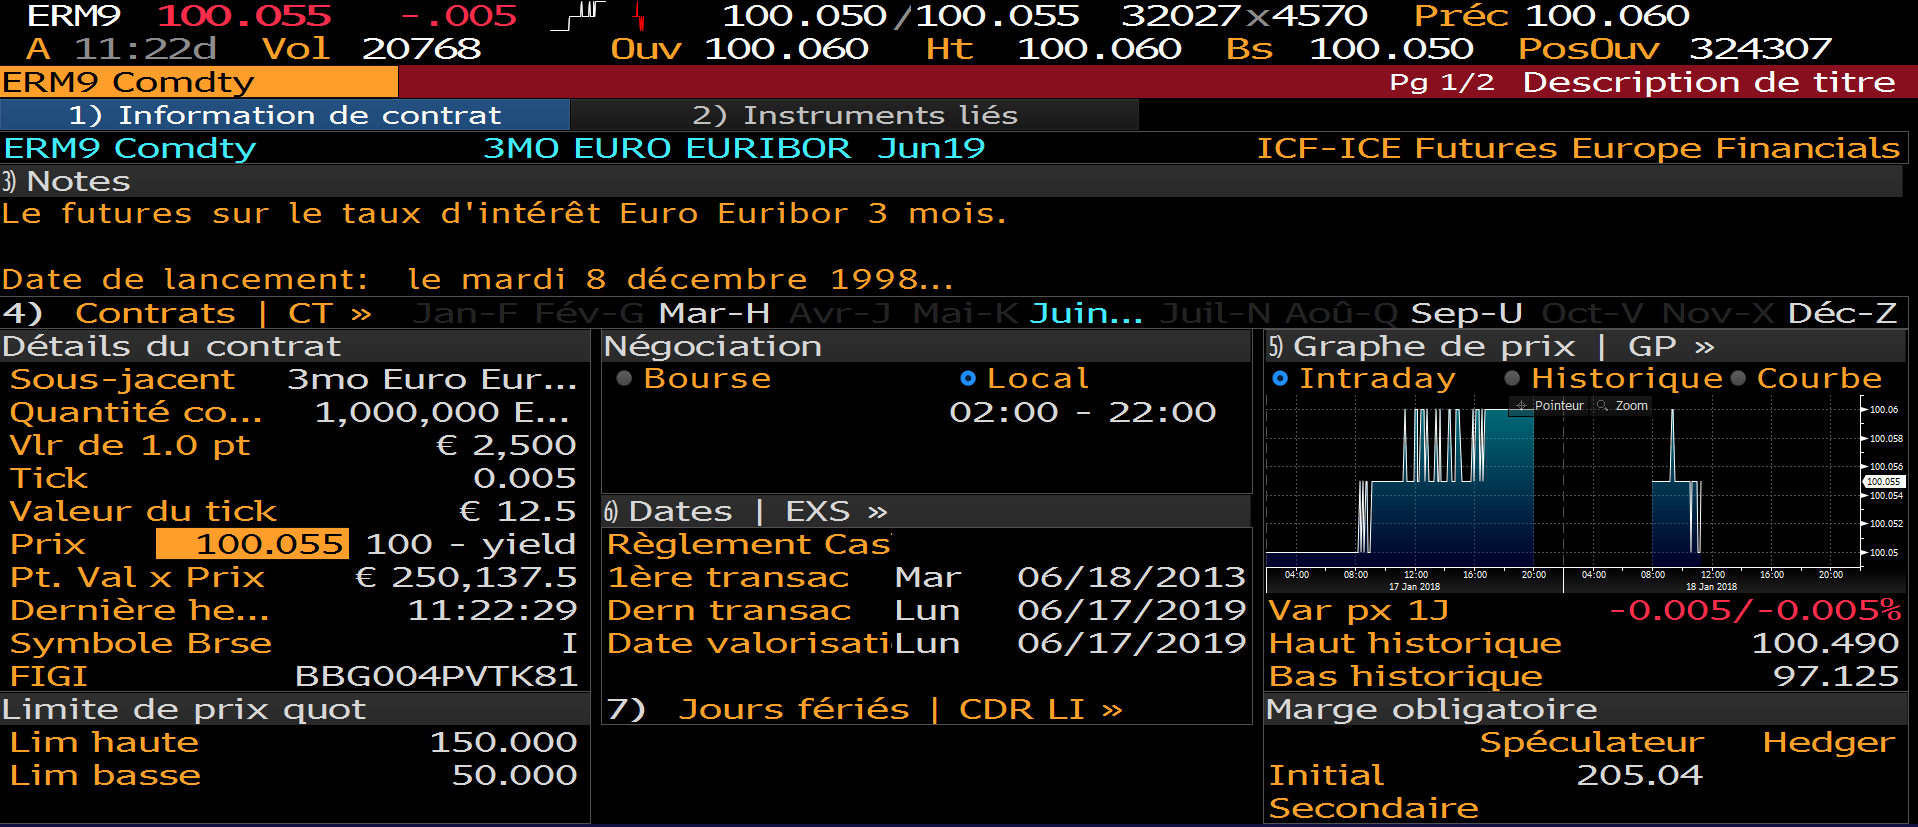 ERM9 100.055 -.005 100.050/100.055 32027x4570 Préc 100.060
A 11:22d Vol 20768 Ouv 100.060 Ht 100.060 Bs 100.050 PosOuv 324307
ERM9 Comdty Pg 1/2 Description de titre
1) Information de contrat 2) Instruments liés
ERM9 Comdty 3MO EURO EURIBOR Jun19 ICF-ICE Futures Europe Financials
3) Notes
Le futures sur le taux d'intérêt Euro Euribor 3 mois.
Date de lancement: le mardi 8 décembre 1998...
4) Contrats | CT » Jan-F Fév-G Mar-H Avr-J Mai-K Juin... Juil-N Aoû-Q Sep-U Oct-V Nov-X Déc-Z
Détails du contrat
Sous-jacent 3mo Euro Eur...
Quantité co... 1,000,000 E...
Vlr de 1.0 pt € 2,500
Tick 0.005
Valeur du tick € 12.5
Prix 100.055 100 - yield
Pt. Val x Prix € 250,137.5
Dernière he... 11:22:29
Symbole Brse I
FIGI BBG004PVTK81
Limite de prix quot
Lim haute 150.000
Lim basse 50.000
Négociation
Bourse Local
02:00 - 22:00
6) Dates | EXS »
Règlement Cas
1ère transac Mar 06/18/2013
Dern transac Lun 06/17/2019
Date valorisati Lun 06/17/2019
7) Jours fériés | CDR LI »
5) Graphe de prix | GP »
Intraday Historique Courbe
Pointeur Zoom
100.06
100.058
100.056
100.055
100.054
100.052
100.05
04:00 08:00 12:00 16:00 20:00 04:00 08:00 12:00 16:00 20:00
17 Jan 2018 18 Jan 2018
Var px 1J -0.005/-0.005%
Haut historique 100.490
Bas historique 97.125
Marge obligatoire
Spéculateur Hedger
Initial 205.04
Secondaire